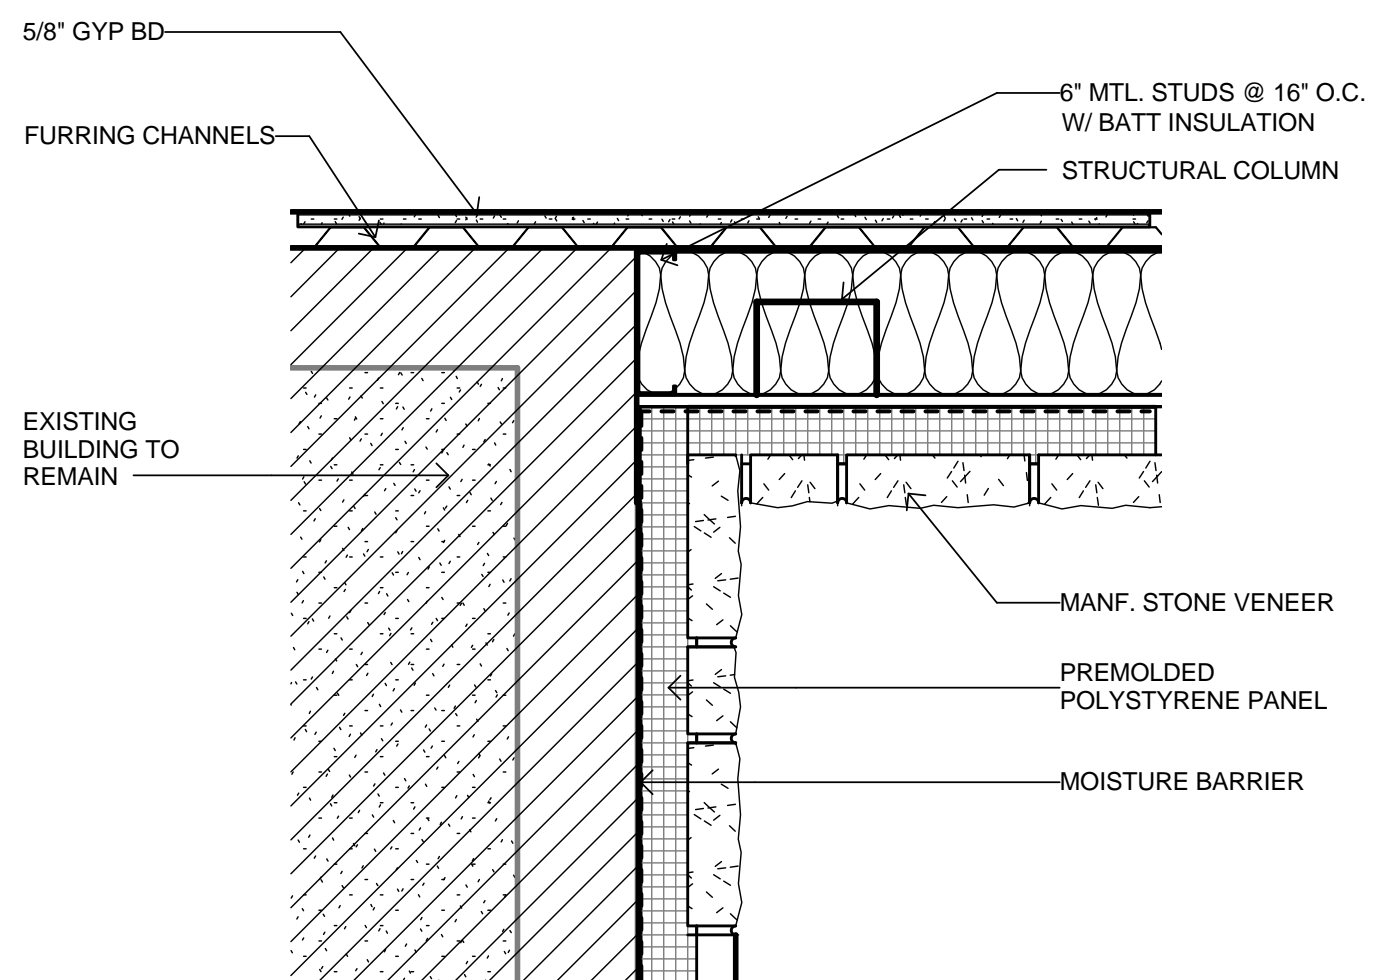 5/8" GYP BD
FURRING CHANNELS
6" MTL. STUDS @ 16" O.C.
W/ BATT INSULATION
STRUCTURAL COLUMN
EXISTING
BUILDING TO
REMAIN
MANF. STONE VENEER
PREMOLDED
POLYSTYRENE PANEL
MOISTURE BARRIER